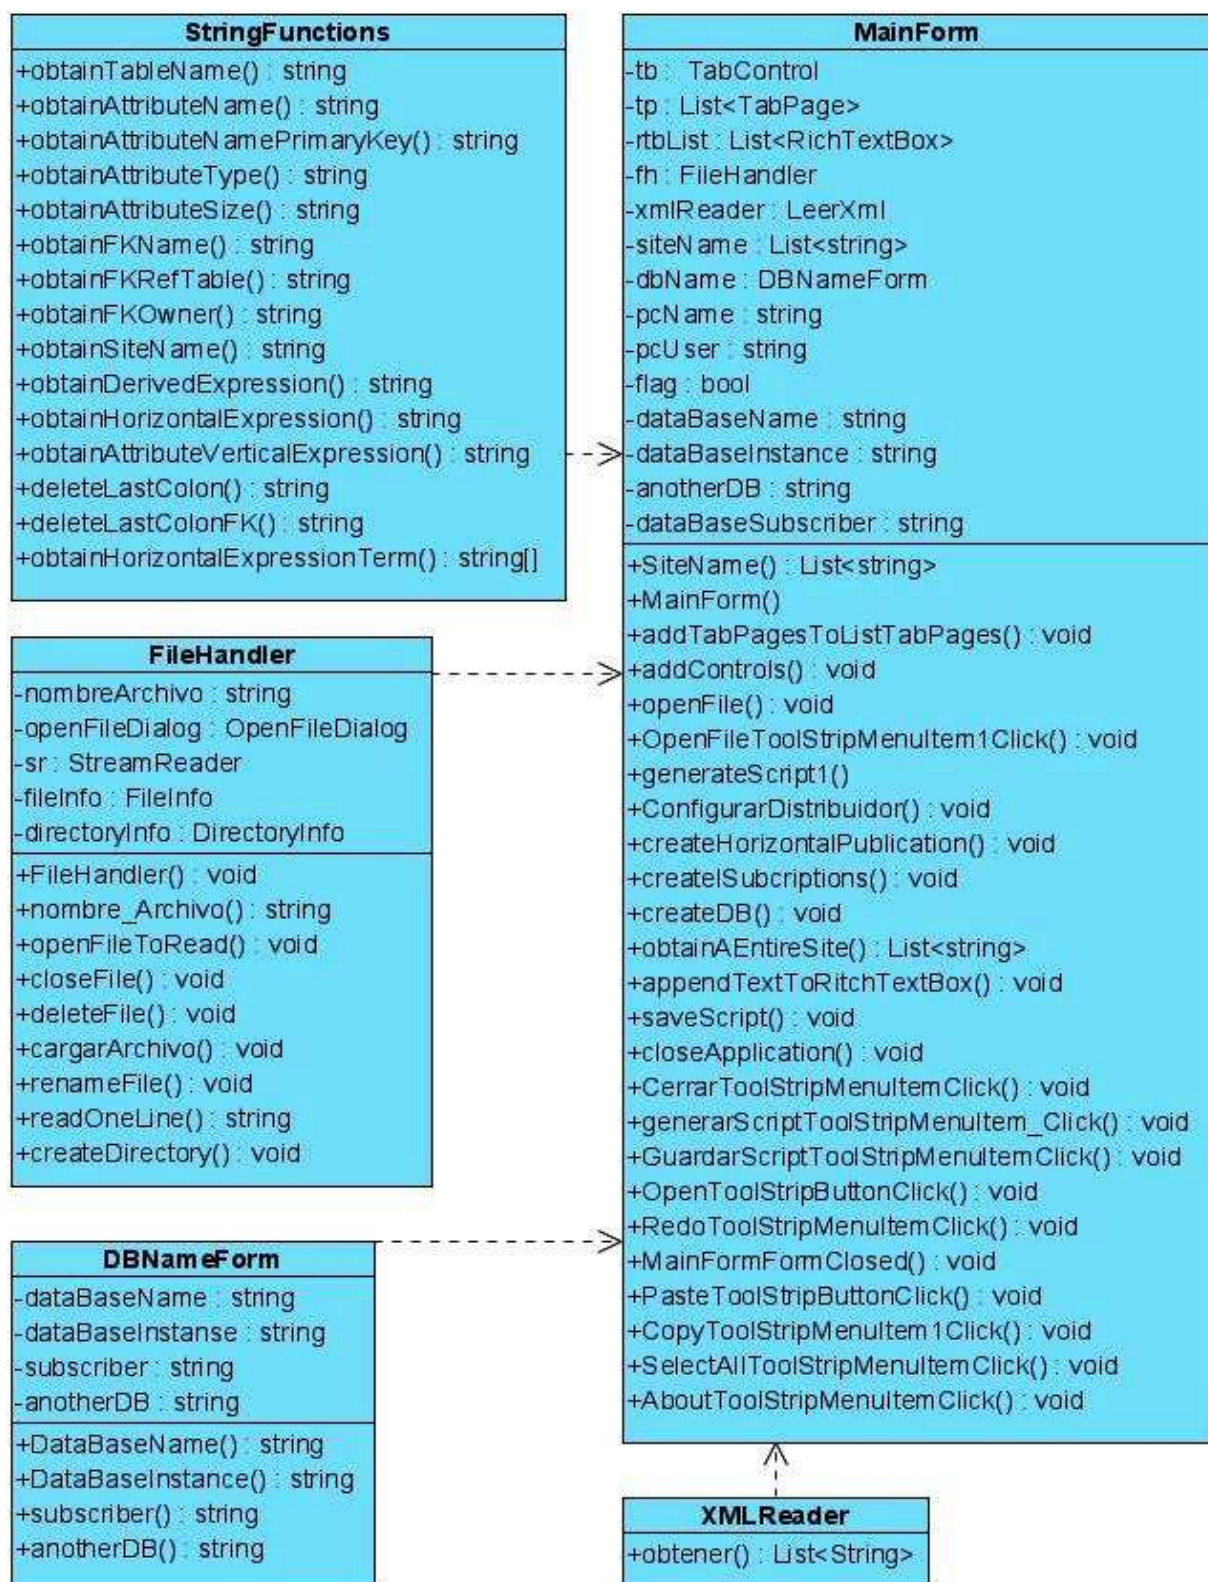 StringFunctions
+obtainTableName() : string
+obtainAttributeName() : string
+obtainAttributeNamePrimaryKey() : string
+obtainAttributeType() : string
+obtainAttributeSize() : string
+obtainFKName() : string
+obtainFKRefTable() : string
+obtainFKOwner() : string
+obtainSiteName() : string
+obtainDerivedExpression() : string
+obtainHorizontalExpression() : string
+obtainAttributeVerticalExpression() : string
+deleteLastColon() : string
+deleteLastColonFK() : string
+obtainHorizontalExpressionTerm() : string[]
FileHandler
-nombreArchivo : string
-openFileDialog : OpenFileDialog
-sr : StreamReader
-fileInfo : FileInfo
-directoryInfo : DirectoryInfo
+FileHandler() : void
+nombre_Archivo() : string
+openFileToRead() : void
+closeFile() : void
+deleteFile() : void
+cargarArchivo() : void
+renameFile() : void
+readOneLine() : string
+createDirectory() : void
DBNameForm
-dataBaseName : string
-dataBaseInstanse : string
-subscriber : string
-anotherDB : string
+DataBaseName() : string
+DataBaseInstance() : string
+subscriber() : string
+anotherDB() : string
MainForm
-tb : TabControl
-tp : List<TabPage>
-rtbList : List<RichTextBox>
-fh : FileHandler
-xmlReader : LeerXml
-siteName : List<string>
-dbName : DBNameForm
-pcName : string
-pcUser : string
-flag : bool
-dataBaseName : string
-dataBaseInstance : string
-anotherDB : string
-dataBaseSubscriber : string
+SiteName() : List<string>
+MainForm()
+addTabPagesToListTabPages() : void
+addControls() : void
+openFile() : void
+OpenFileToolStripMenuItem1Click() : void
+generateScript1()
+ConfigurarDistribuidor() : void
+createHorizontalPublication() : void
+createlSubcriptions() : void
+createDB() : void
+obtainAEntireSite() : List<string>
+appendTextToRitchTextBox() : void
+saveScript() : void
+closeApplication() : void
+CerrarToolStripMenuItemClick() : void
+generarScriptToolStripMenuItem_Click() : void
+GuardarScriptToolStripMenuItemClick() : void
+OpenToolStripButtonClick() : void
+RedoToolStripMenuItemClick() : void
+MainFormFormClosed() : void
+PasteToolStripButtonClick() : void
+CopyToolStripMenuItem1Click() : void
+SelectAllToolStripMenuItemClick() : void
+AboutToolStripMenuItemClick() : void
XMLReader
+obtener() : List<String>